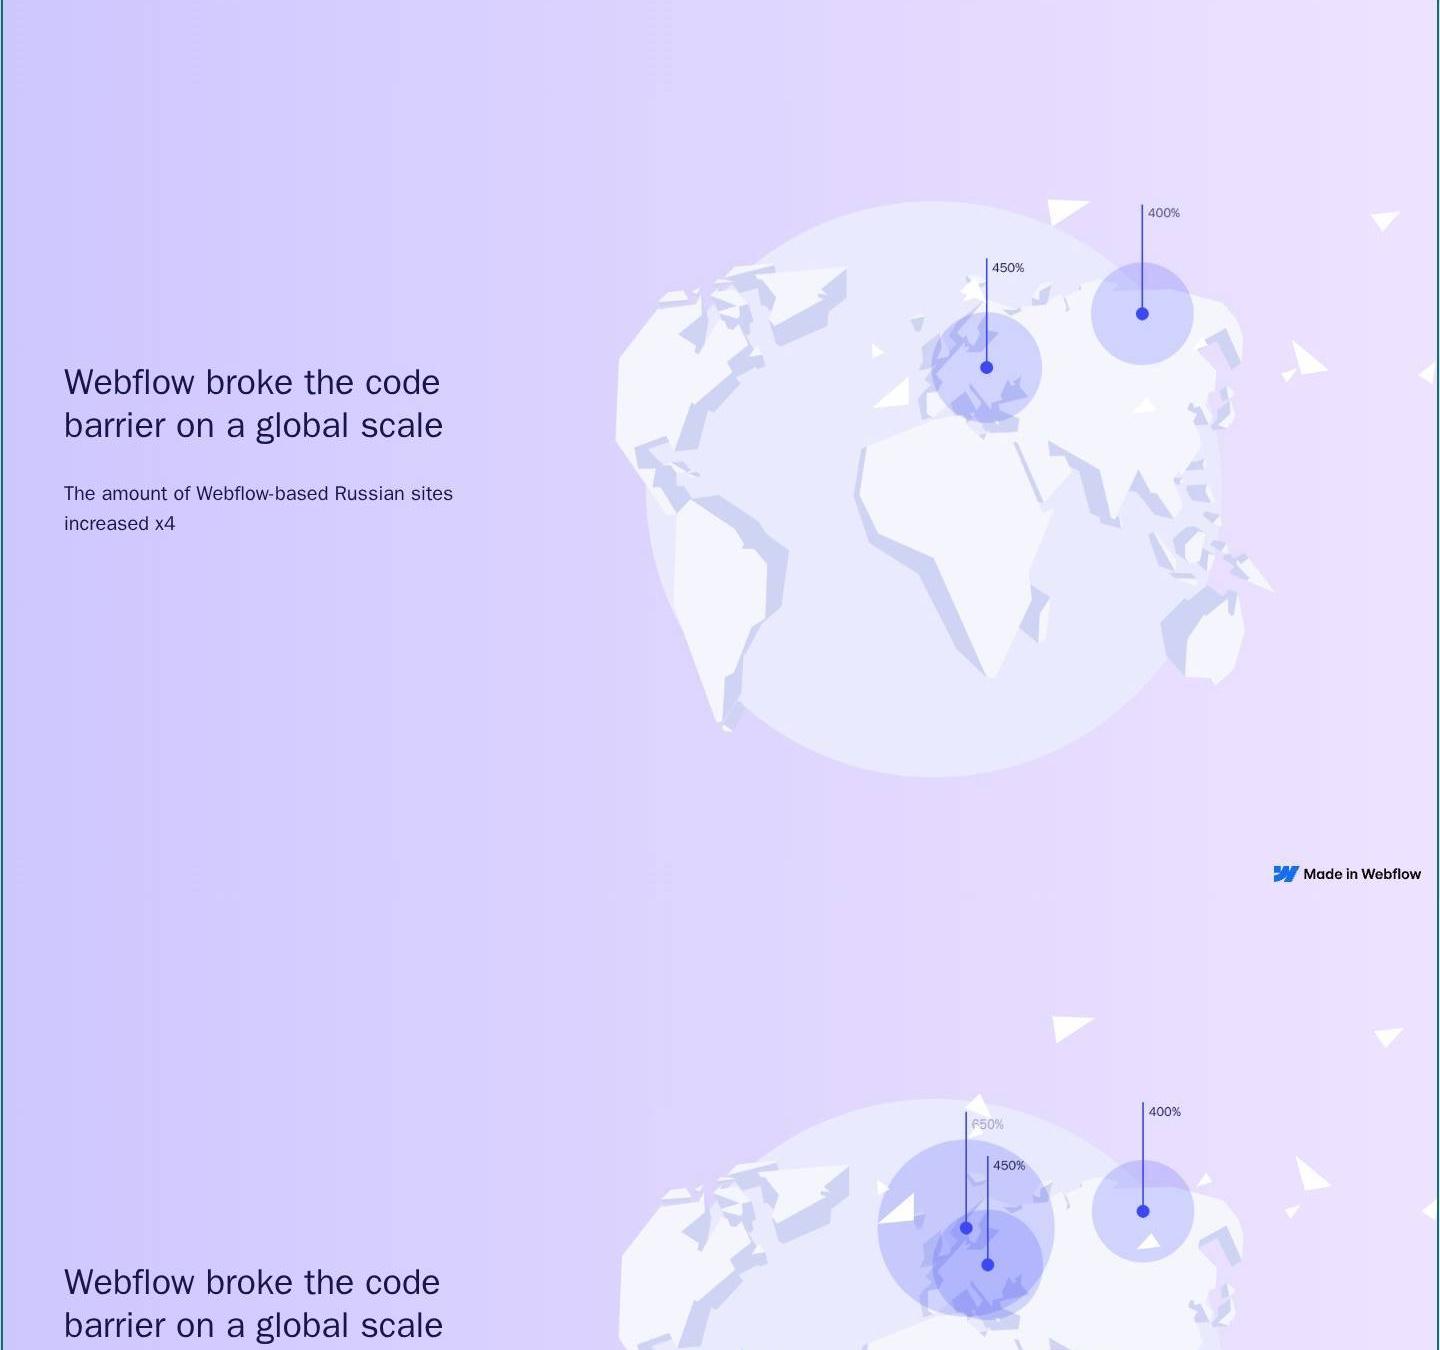 400%
450%
Webflow broke the code
barrier on a global scale
The amount of Webflow-based Russian sites
increased x4
Made in Webflow
400%
650%
450%
Webflow broke the code
barrier on a global scale